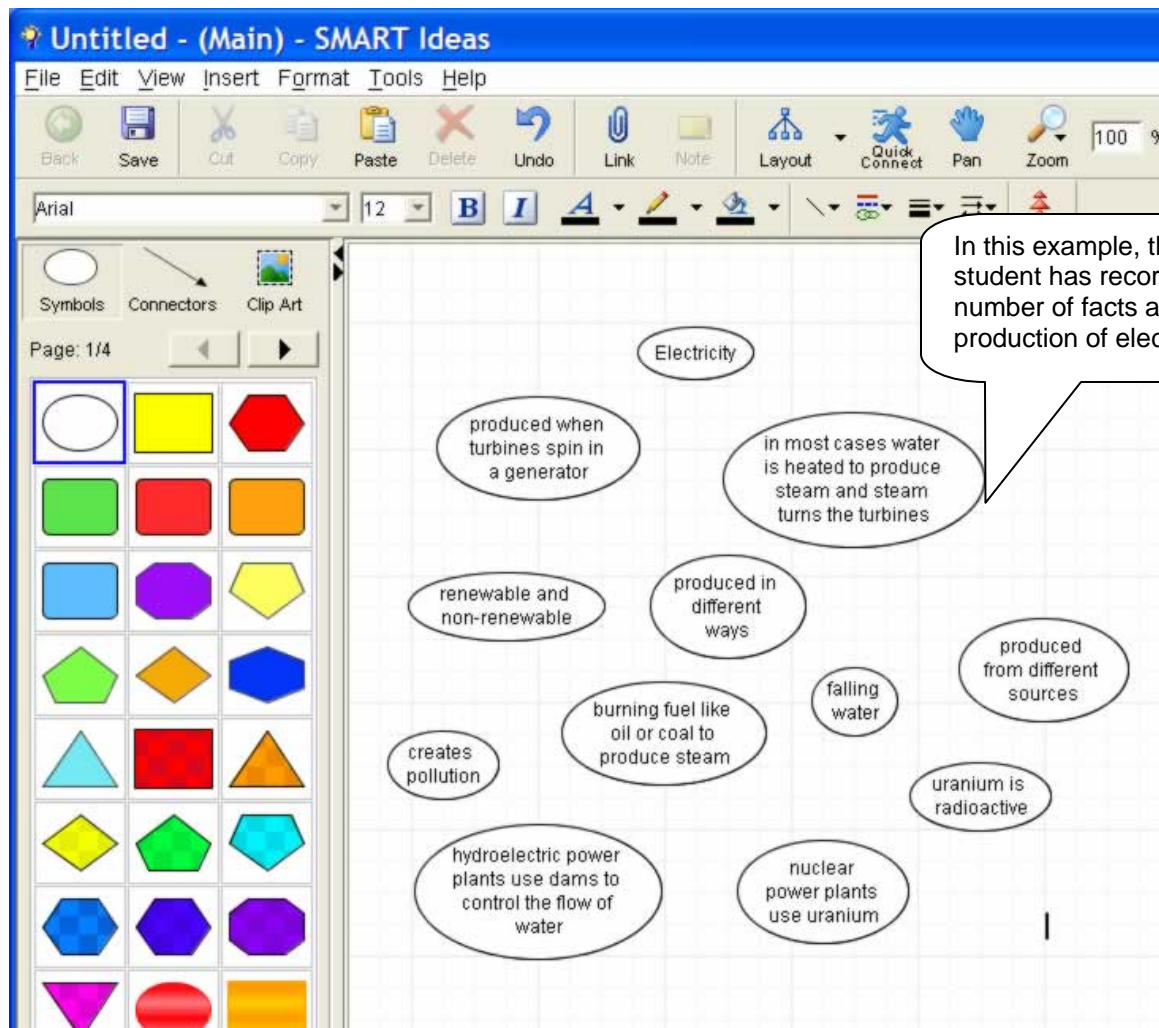 Untitled - (Main) - SMART Ideas
File Edit View Insert Format Tools Help
Back Save Cut Copy Paste Delete Undo Link Note Layout Quick Connect Pan Zoom 100 %
Arial 12 B I A
Symbols Connectors Clip Art
Page: 1/4
In this example, th
student has recor
number of facts a
production of elec
Electricity
produced when
turbines spin in
a generator
in most cases water
is heated to produce
steam and steam
turns the turbines
renewable and
non-renewable
produced in
different
ways
produced
from different
sources
falling
water
burning fuel like
oil or coal to
produce steam
creates
pollution
uranium is
radioactive
hydroelectric power
plants use dams to
control the flow of
water
nuclear
power plants
use uranium